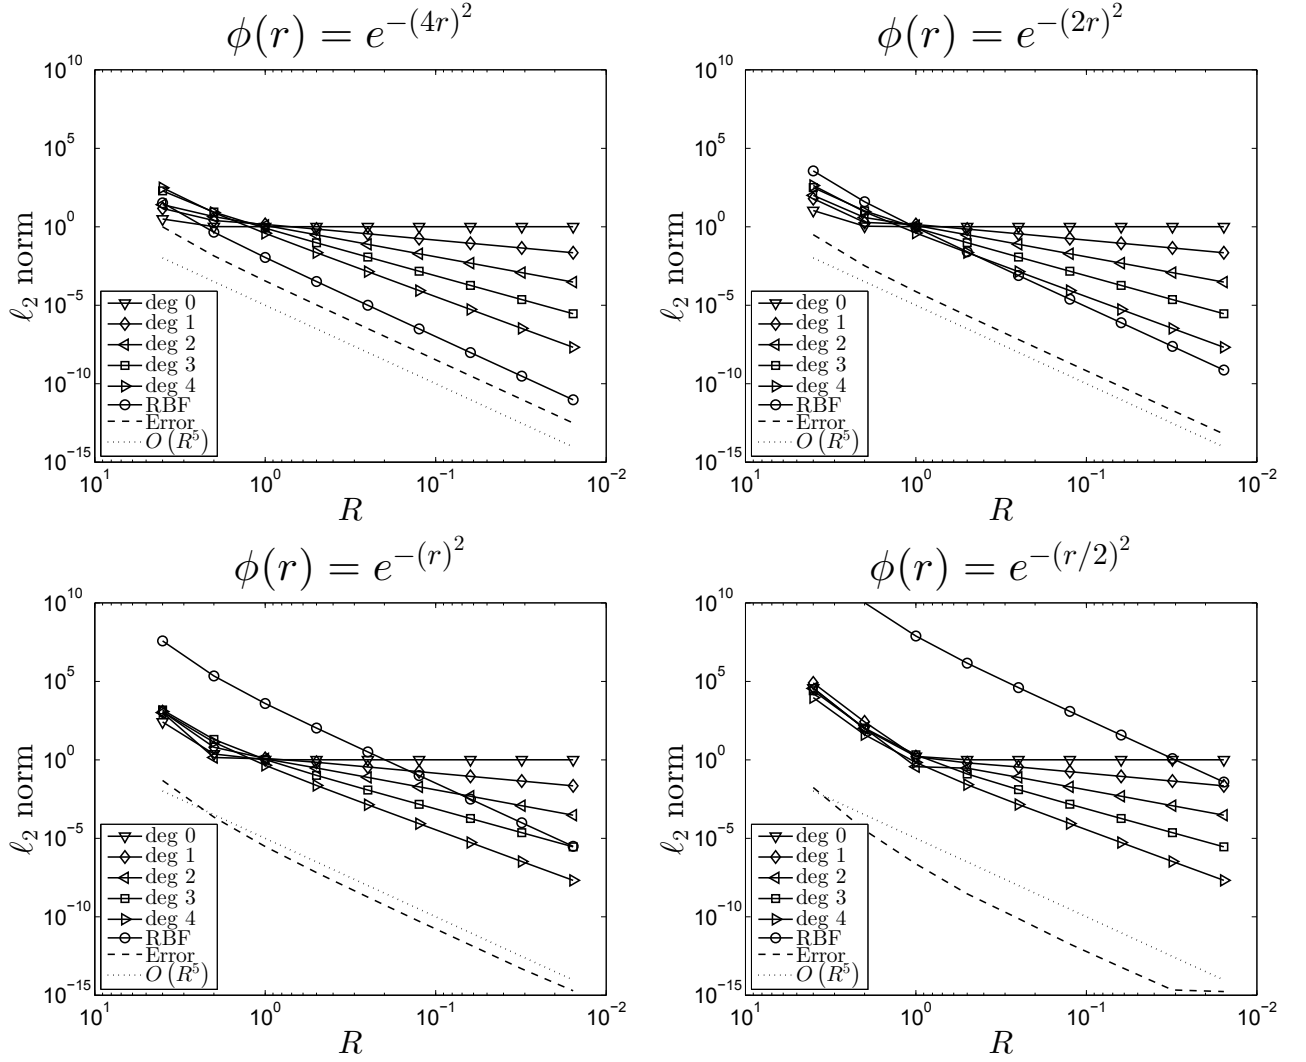 ϕ(r) = e^{−(4r)^2}
10^10
10^5
10^0
10^−5
10^−10
10^−15
ℓ_2 norm
deg 0
deg 1
deg 2
deg 3
deg 4
RBF
Error
O (R^5)
10^1
10^0
10^−1
10^−2
R
ϕ(r) = e^{−(2r)^2}
10^10
10^5
10^0
10^−5
10^−10
10^−15
ℓ_2 norm
deg 0
deg 1
deg 2
deg 3
deg 4
RBF
Error
O (R^5)
10^1
10^0
10^−1
10^−2
R
ϕ(r) = e^{−(r)^2}
10^10
10^5
10^0
10^−5
10^−10
10^−15
ℓ_2 norm
deg 0
deg 1
deg 2
deg 3
deg 4
RBF
Error
O (R^5)
10^1
10^0
10^−1
10^−2
R
ϕ(r) = e^{−(r/2)^2}
10^10
10^5
10^0
10^−5
10^−10
10^−15
ℓ_2 norm
deg 0
deg 1
deg 2
deg 3
deg 4
RBF
Error
O (R^5)
10^1
10^0
10^−1
10^−2
R